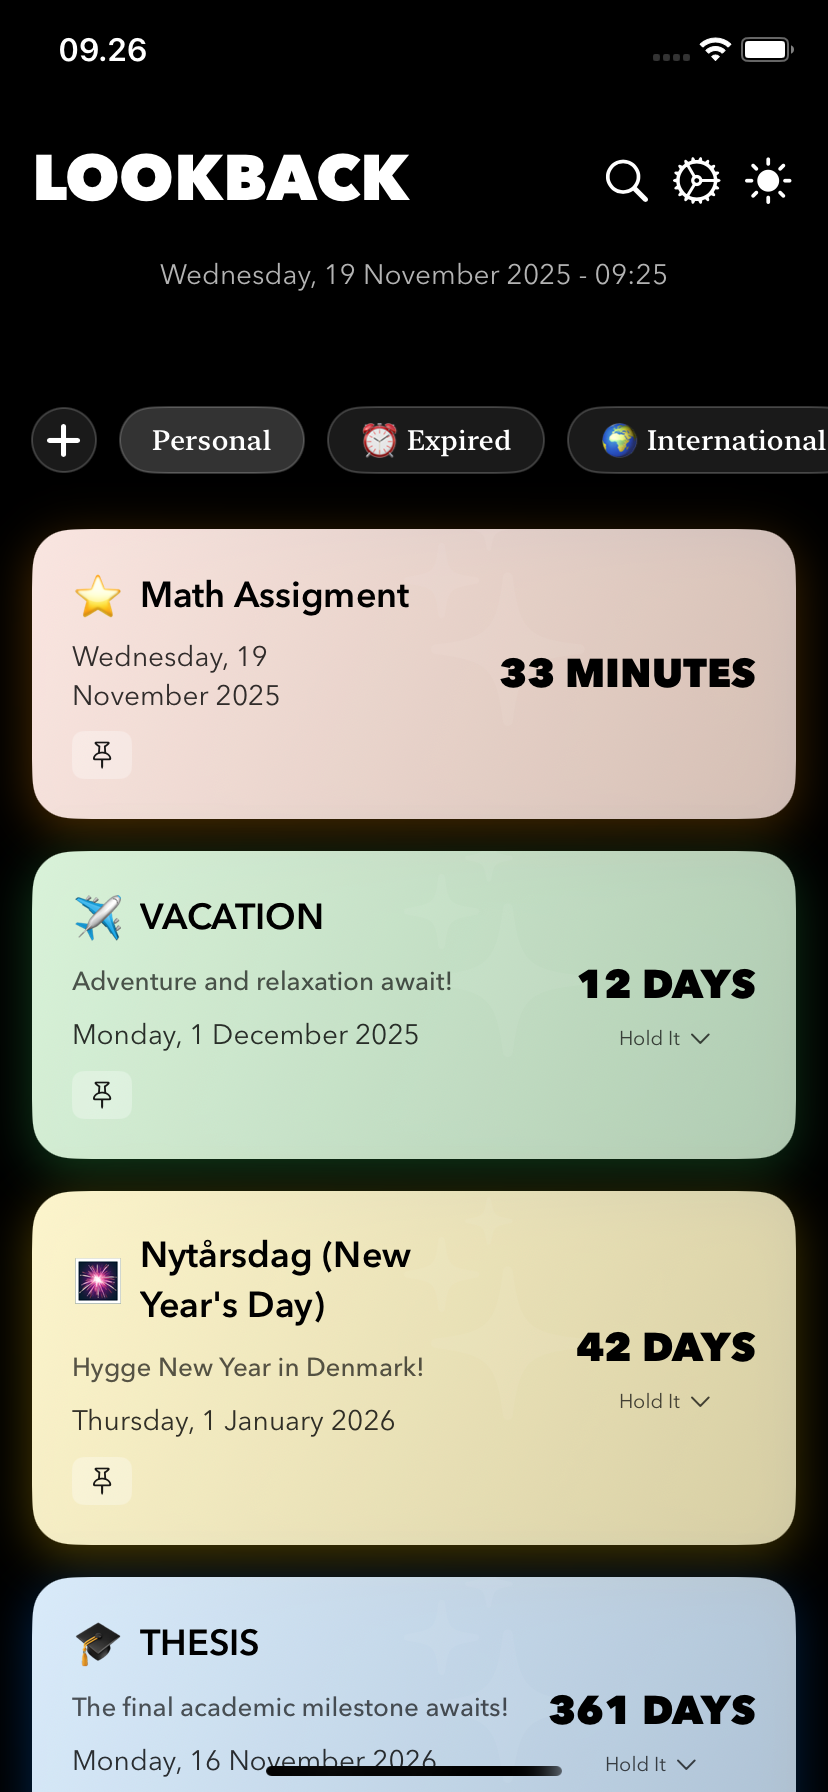 09.26
LOOKBACK
Wednesday, 19 November 2025 - 09:25
Personal
Expired
International
Math Assigment
Wednesday, 19
November 2025
33 MINUTES
VACATION
Adventure and relaxation await!
Monday, 1 December 2025
12 DAYS
Hold It
Nytårsdag (New
Year's Day)
Hygge New Year in Denmark!
Thursday, 1 January 2026
42 DAYS
Hold It
THESIS
The final academic milestone awaits!
Monday, 16 November 2026
361 DAYS
Hold It